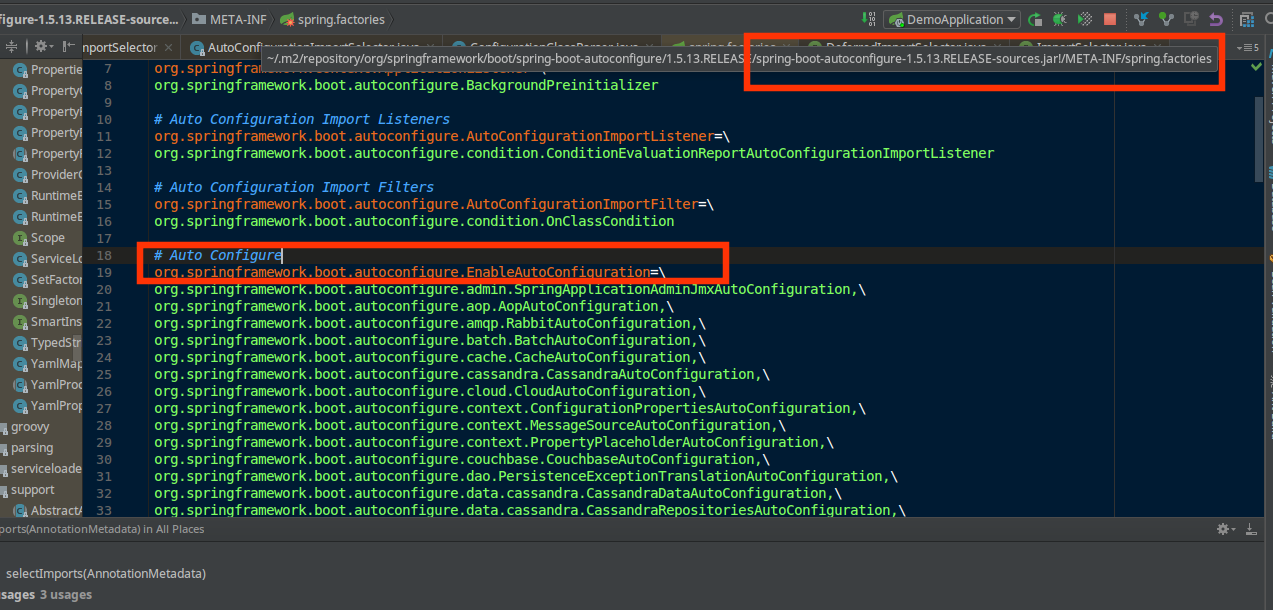 figure-1.5.13.RELEASE-source... META-INF spring.factories DemoApplication
nportSelector AutoConfigurationImportSelector.java ConfigurationClassParser.java spring.factories DeferredImportSelector.java ImportSelector.java 5
~/.m2/repository/org/springframework/boot/spring-boot-autoconfigure/1.5.13.RELEASE/spring-boot-autoconfigure-1.5.13.RELEASE-sources.jar!/META-INF/spring.factories
Propertie
PropertyC
PropertyF
PropertyF
PropertyF
ProviderC
RuntimeB
RuntimeB
Scope
ServiceLo
SetFactor
Singleton
SmartIns
TypedStr
YamlMap
YamlProc
YamlProp
groovy
parsing
serviceloade
support
AbstractA
7
8 org.springframework.boot.autoconfigure.BackgroundPreinitializer
9
10 # Auto Configuration Import Listeners
11 org.springframework.boot.autoconfigure.AutoConfigurationImportListener=\
12 org.springframework.boot.autoconfigure.condition.ConditionEvaluationReportAutoConfigurationImportListener
13
14 # Auto Configuration Import Filters
15 org.springframework.boot.autoconfigure.AutoConfigurationImportFilter=\
16 org.springframework.boot.autoconfigure.condition.OnClassCondition
17
18 # Auto Configure
19 org.springframework.boot.autoconfigure.EnableAutoConfiguration=\
20 org.springframework.boot.autoconfigure.admin.SpringApplicationAdminJmxAutoConfiguration,\
21 org.springframework.boot.autoconfigure.aop.AopAutoConfiguration,\
22 org.springframework.boot.autoconfigure.amqp.RabbitAutoConfiguration,\
23 org.springframework.boot.autoconfigure.batch.BatchAutoConfiguration,\
24 org.springframework.boot.autoconfigure.cache.CacheAutoConfiguration,\
25 org.springframework.boot.autoconfigure.cassandra.CassandraAutoConfiguration,\
26 org.springframework.boot.autoconfigure.cloud.CloudAutoConfiguration,\
27 org.springframework.boot.autoconfigure.context.ConfigurationPropertiesAutoConfiguration,\
28 org.springframework.boot.autoconfigure.context.MessageSourceAutoConfiguration,\
29 org.springframework.boot.autoconfigure.context.PropertyPlaceholderAutoConfiguration,\
30 org.springframework.boot.autoconfigure.couchbase.CouchbaseAutoConfiguration,\
31 org.springframework.boot.autoconfigure.dao.PersistenceExceptionTranslationAutoConfiguration,\
32 org.springframework.boot.autoconfigure.data.cassandra.CassandraDataAutoConfiguration,\
33 org.springframework.boot.autoconfigure.data.cassandra.CassandraRepositoriesAutoConfiguration,\
ports(AnnotationMetadata) in All Places
selectImports(AnnotationMetadata)
sages 3 usages